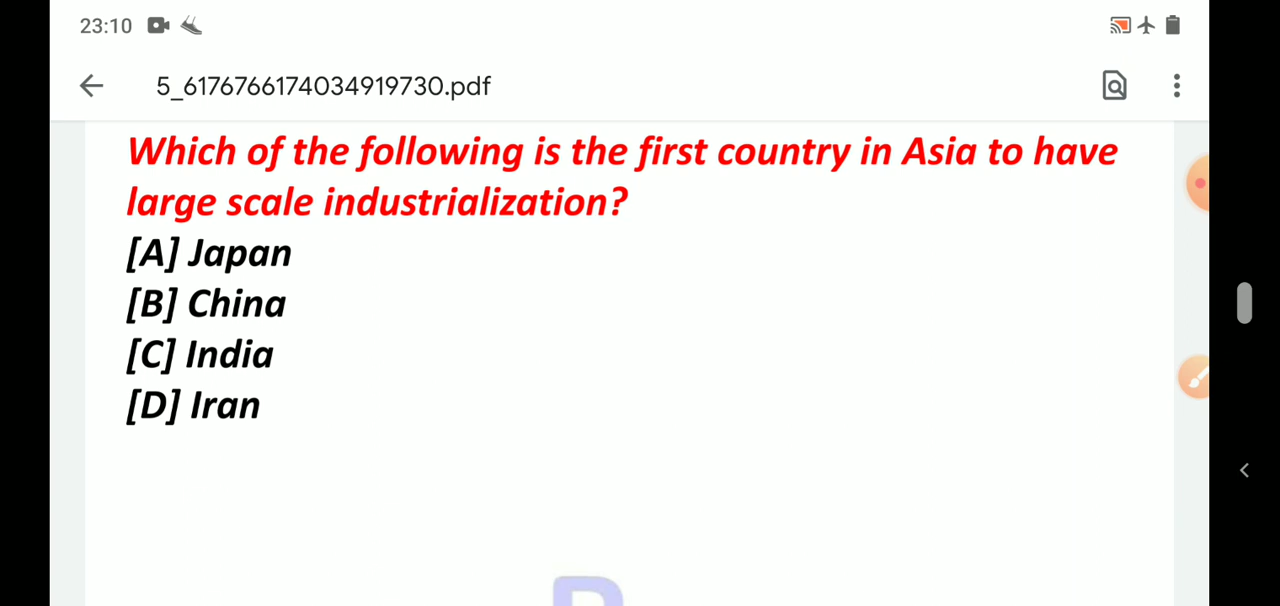 23:10
5_6176766174034919730.pdf
Which of the following is the first country in Asia to have
large scale industrialization?
[A] Japan
[B] China
[C] India
[D] Iran